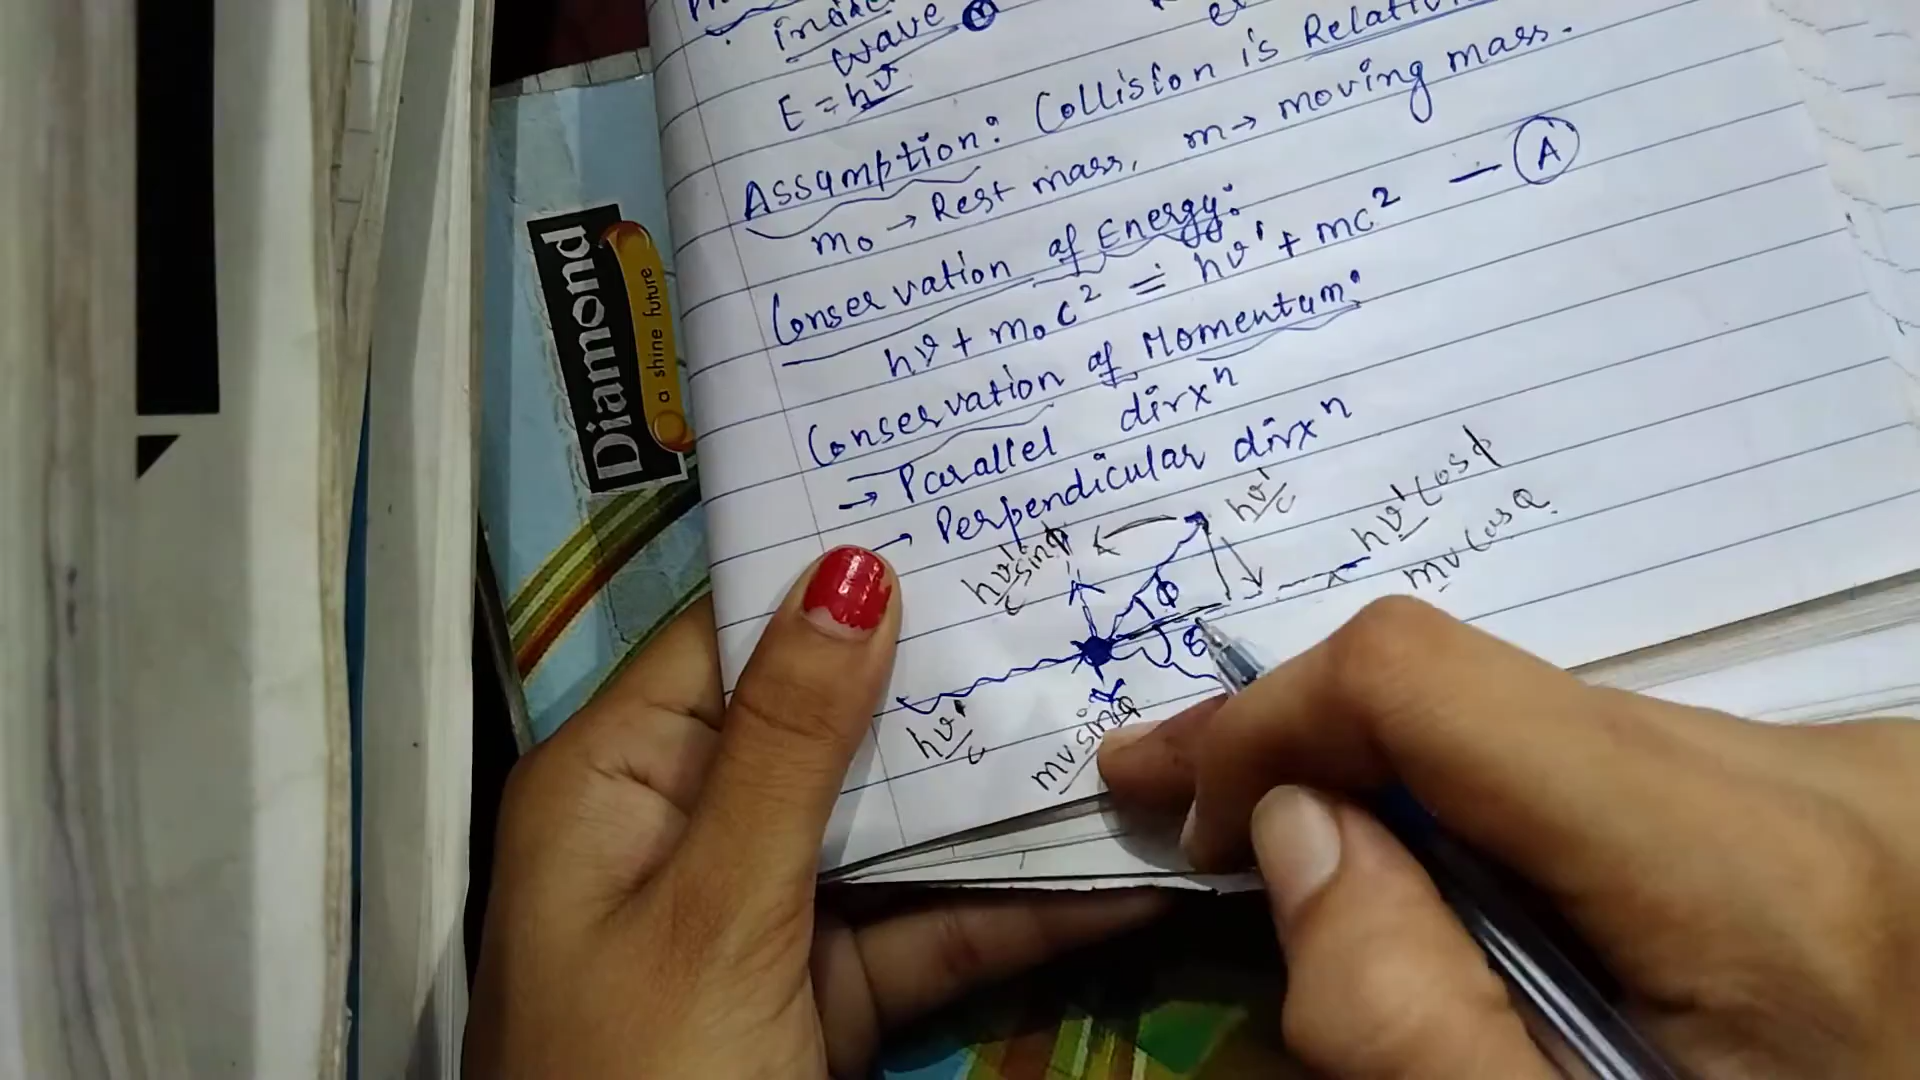 wave
E = hν
Assumption: Collision is
m₀ → Rest mass, m → moving mass.
Conservation of Energy:
hν + m₀c² = hν' + mc² — (A)
Conservation of Momentum:
→ Parallel dirxⁿ
→ Perpendicular dirxⁿ
hν'/c
hν' cosϕ
hν'/c sinϕ
mv cosθ
ϕ
hν'/c
mv sinθ
Diamond
a shine future